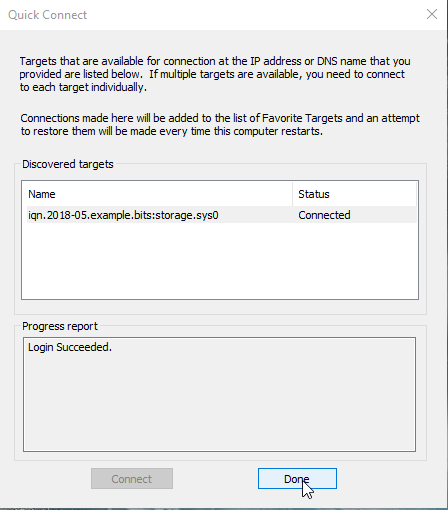 Quick Connect
Targets that are available for connection at the IP address or DNS name that you
provided are listed below.  If multiple targets are available, you need to connect
to each target individually.
Connections made here will be added to the list of Favorite Targets and an attempt
to restore them will be made every time this computer restarts.
Discovered targets
Name Status
iqn.2018-05.example.bits:storage.sys0 Connected
Progress report
Login Succeeded.
Connect Done